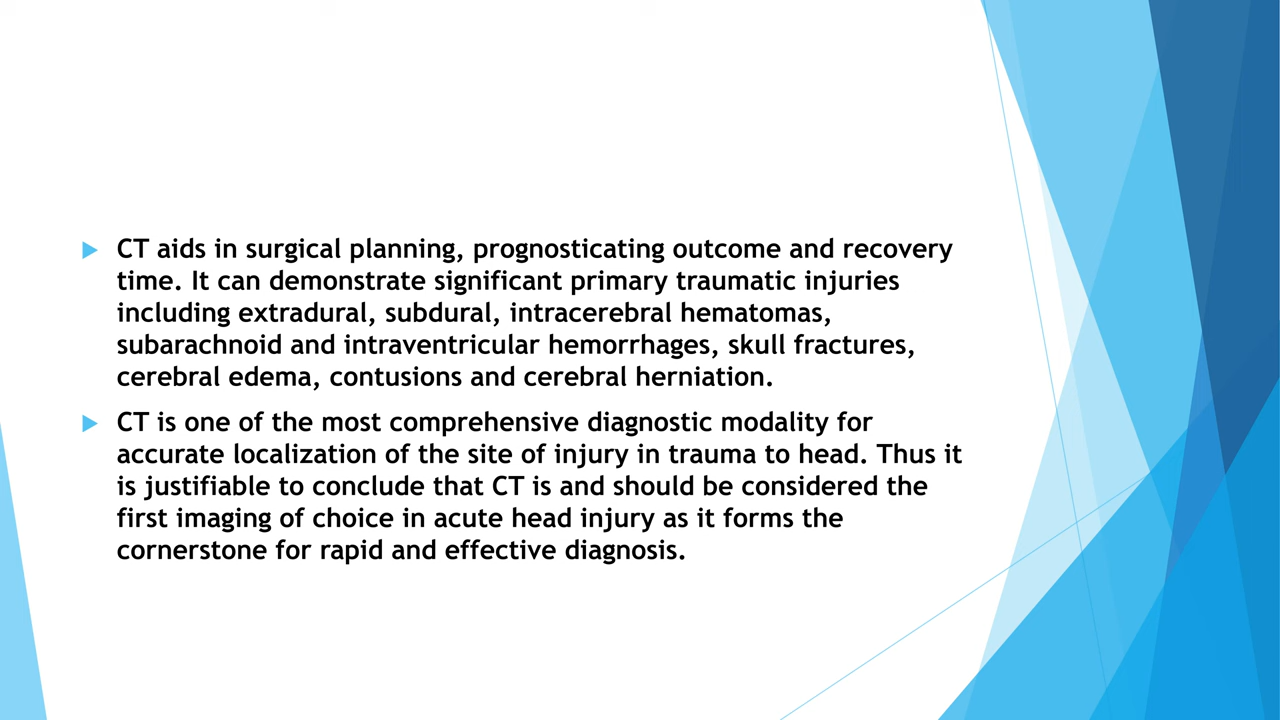 CT aids in surgical planning, prognosticating outcome and recovery
time. It can demonstrate significant primary traumatic injuries
including extradural, subdural, intracerebral hematomas,
subarachnoid and intraventricular hemorrhages, skull fractures,
cerebral edema, contusions and cerebral herniation.
CT is one of the most comprehensive diagnostic modality for
accurate localization of the site of injury in trauma to head. Thus it
is justifiable to conclude that CT is and should be considered the
first imaging of choice in acute head injury as it forms the
cornerstone for rapid and effective diagnosis.